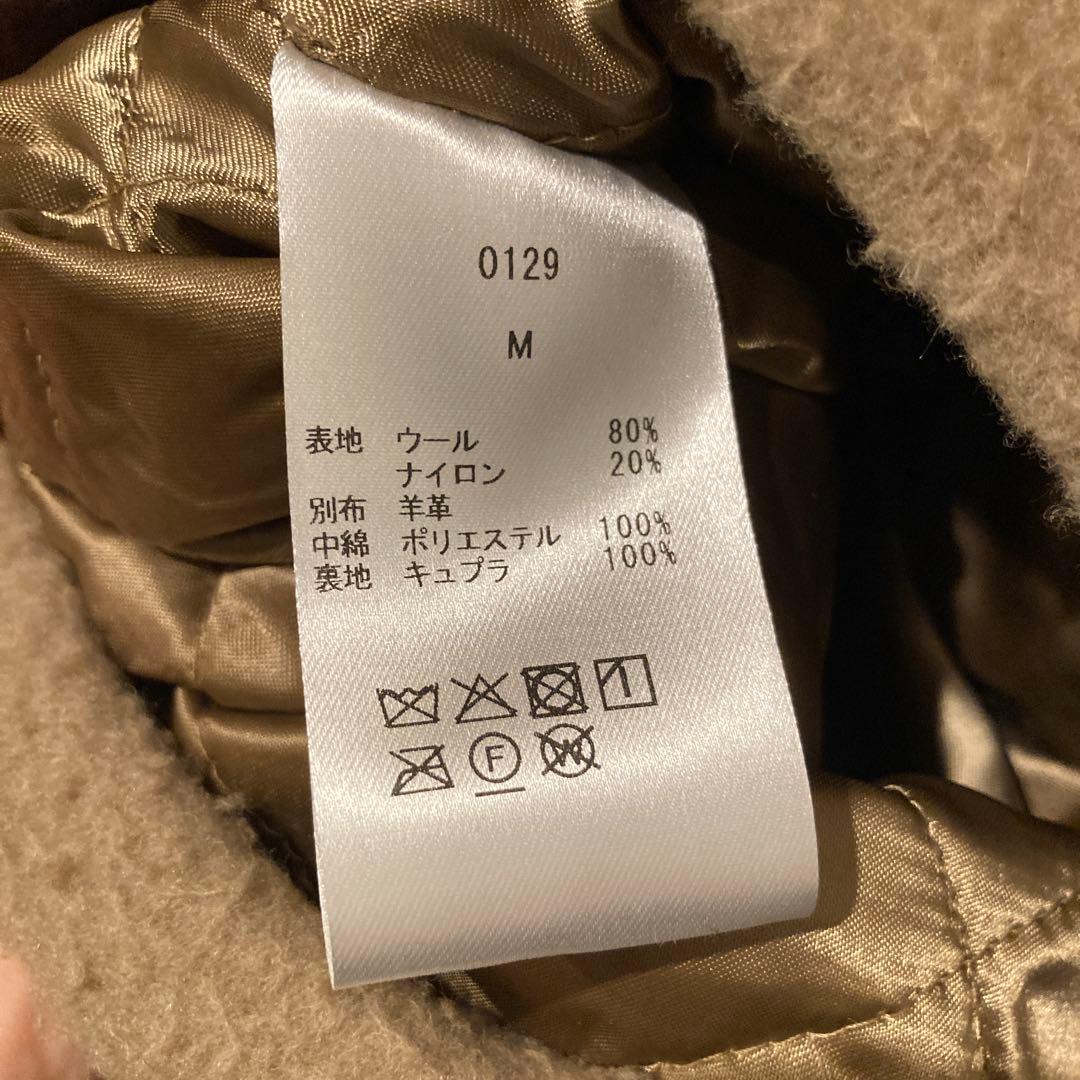 0129
M
表地 ウール 80%
ナイロン 20%
別布 羊革
中綿 ポリエステル 100%
裏地 キュプラ 100%
F W